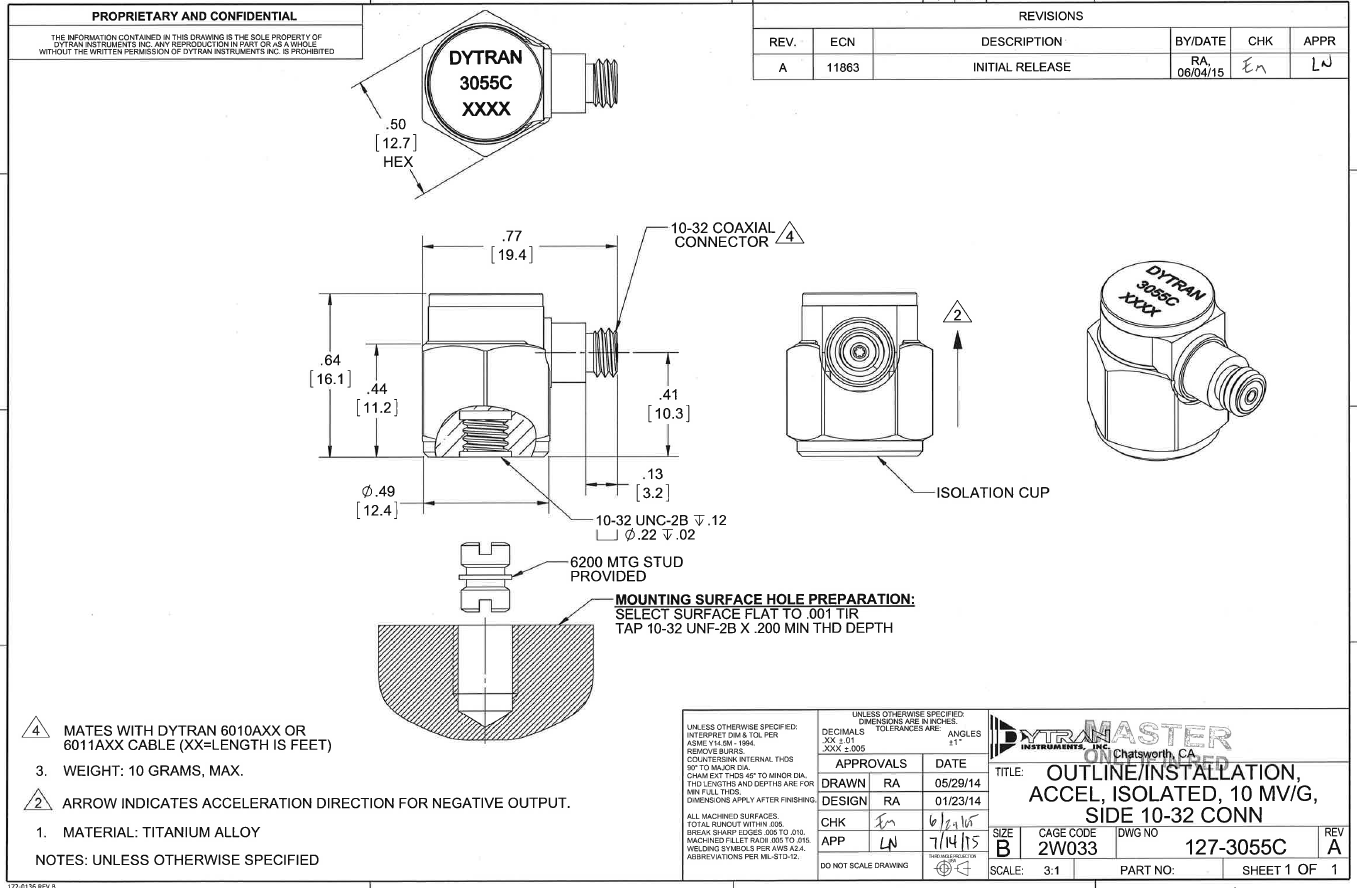 PROPRIETARY AND CONFIDENTIAL
THE INFORMATION CONTAINED IN THIS DRAWING IS THE SOLE PROPERTY OF
DYTRAN INSTRUMENTS INC. ANY REPRODUCTION IN PART OR AS A WHOLE
WITHOUT THE WRITTEN PERMISSION OF DYTRAN INSTRUMENTS INC. IS PROHIBITED
REVISIONS
REV. ECN DESCRIPTION BY/DATE CHK APPR
A 11863 INITIAL RELEASE RA, 06/04/15 LN
DYTRAN
3055C
XXXX
.50
[12.7]
HEX
.77
[19.4]
10-32 COAXIAL
CONNECTOR 4
.64
[16.1]
.44
[11.2]
.41
[10.3]
.13
[3.2]
Ø.49
[12.4]
10-32 UNC-2B ↧.12
⌴ Ø.22 ↧.02
2
ISOLATION CUP
DYTRAN
3055C
XXXX
6200 MTG STUD
PROVIDED
MOUNTING SURFACE HOLE PREPARATION:
SELECT SURFACE FLAT TO .001 TIR
TAP 10-32 UNF-2B X .200 MIN THD DEPTH
4 MATES WITH DYTRAN 6010AXX OR
6011AXX CABLE (XX=LENGTH IS FEET)
3. WEIGHT: 10 GRAMS, MAX.
2 ARROW INDICATES ACCELERATION DIRECTION FOR NEGATIVE OUTPUT.
1. MATERIAL: TITANIUM ALLOY
NOTES: UNLESS OTHERWISE SPECIFIED
122-0136 REV B
UNLESS OTHERWISE SPECIFIED:
INTERPRET DIM & TOL PER
ASME Y14.5M - 1994.
REMOVE BURRS.
COUNTERSINK INTERNAL THDS
90° TO MAJOR DIA.
CHAM EXT THDS 45° TO MINOR DIA.
THD LENGTHS AND DEPTHS ARE FOR
MIN FULL THDS.
DIMENSIONS APPLY AFTER FINISHING.
ALL MACHINED SURFACES.
TOTAL RUNOUT WITHIN .005.
BREAK SHARP EDGES .005 TO .010.
MACHINED FILLET RADII .005 TO .015.
WELDING SYMBOLS PER AWS A2.4.
ABBREVIATIONS PER MIL-STD-12.
UNLESS OTHERWISE SPECIFIED:
DIMENSIONS ARE IN INCHES.
TOLERANCES ARE:
DECIMALS ANGLES
.XX ±.01 ±1°
.XXX ±.005
APPROVALS DATE
DRAWN RA 05/29/14
DESIGN RA 01/23/14
CHK
APP LN 7/14/15
DO NOT SCALE DRAWING
THIRD ANGLE PROJECTION
DYTRAN
INSTRUMENTS, INC.
Chatsworth, CA
MASTER
ONLY IF IN RED
TITLE: OUTLINE/INSTALLATION,
ACCEL, ISOLATED, 10 MV/G,
SIDE 10-32 CONN
SIZE B CAGE CODE 2W033 DWG NO 127-3055C REV A
SCALE: 3:1 PART NO: SHEET 1 OF 1